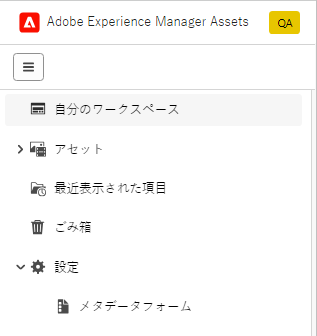 Adobe Experience Manager Assets QA
自分のワークスペース
アセット
最近表示された項目
ごみ箱
設定
メタデータフォーム